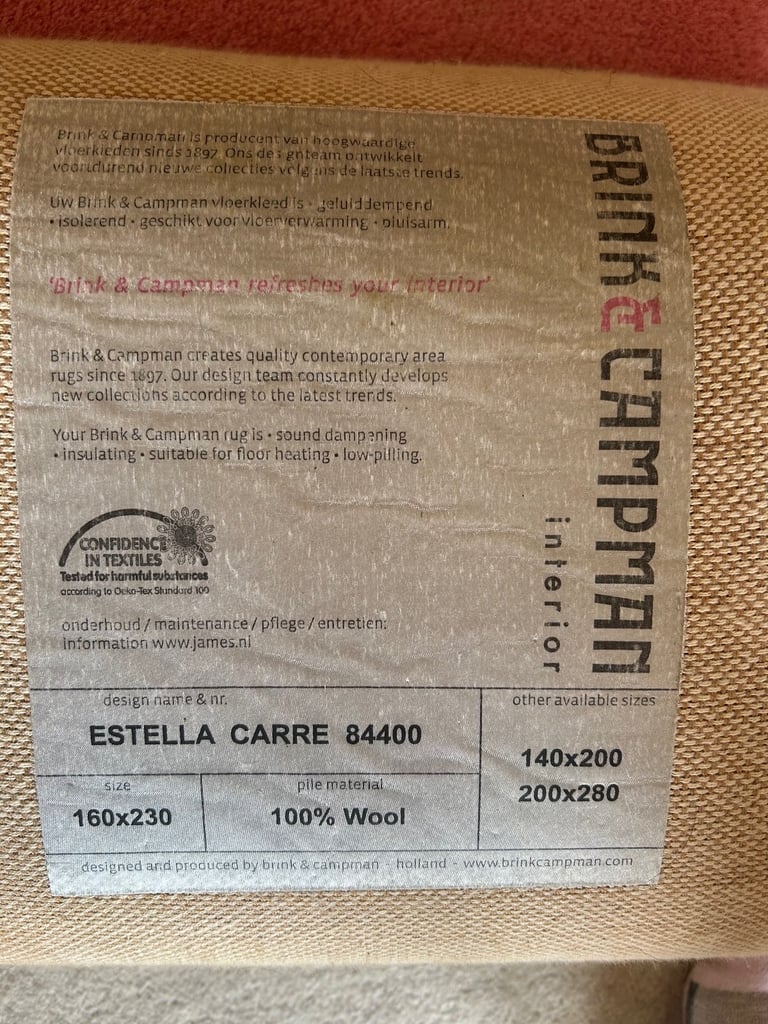 Brink & Campman is producent van hoogwaardige
vloerkleden sinds 1897. Ons designteam ontwikkelt
voortdurend nieuwe collecties volgens de laatste trends.
Uw Brink & Campman vloerkleed is • geluiddempend
• isolerend • geschikt voor vloerverwarming • pluisarm.
'Brink & Campman refreshes your interior'
Brink & Campman creates quality contemporary area
rugs since 1897. Our design team constantly develops
new collections according to the latest trends.
Your Brink & Campman rug is • sound dampening
• insulating • suitable for floor heating • low-pilling.
CONFIDENCE
IN TEXTILES
Tested for harmful substances
according to Oeko-Tex Standard 100
onderhoud / maintenance / pflege / entretien:
information www.james.nl
BRINK & CAMPMAN
interior
design name & nr.
ESTELLA CARRE 84400
size
160x230
pile material
100% Wool
other available sizes
140x200
200x280
designed and produced by brink & campman - holland - www.brinkcampman.com